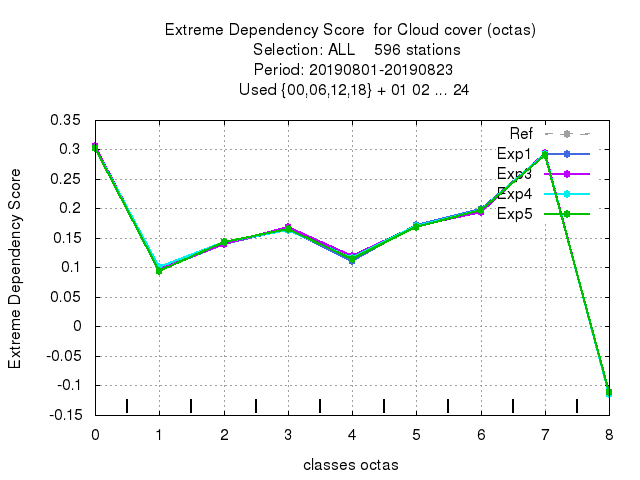 Extreme Dependency Score for Cloud cover (octas)
Selection: ALL 596 stations
Period: 20190801-20190823
Used {00,06,12,18} + 01 02 ... 24
Extreme Dependency Score
0.35
0.3
0.25
0.2
0.15
0.1
0.05
0
-0.05
-0.1
-0.15
Ref
Exp1
Exp3
Exp4
Exp5
0 1 2 3 4 5 6 7 8
classes octas